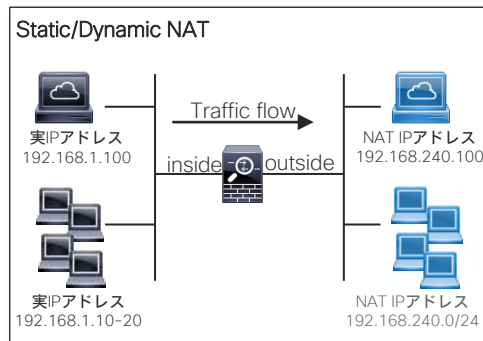 Static/Dynamic NAT
Traffic flow
実IPアドレス
192.168.1.100
NAT IPアドレス
192.168.240.100
inside
outside
実IPアドレス
192.168.1.10-20
NAT IPアドレス
192.168.240.0/24